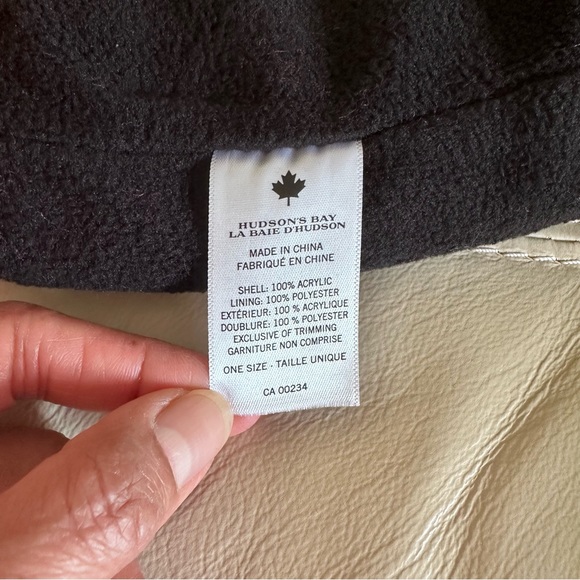 HUDSON'S BAY
LA BAIE D'HUDSON
MADE IN CHINA
FABRIQUÉ EN CHINE
SHELL: 100% ACRYLIC
LINING: 100% POLYESTER
EXTÉRIEUR: 100 % ACRYLIQUE
DOUBLURE: 100 % POLYESTER
EXCLUSIVE OF TRIMMING
GARNITURE NON COMPRISE
ONE SIZE · TAILLE UNIQUE
CA 00234